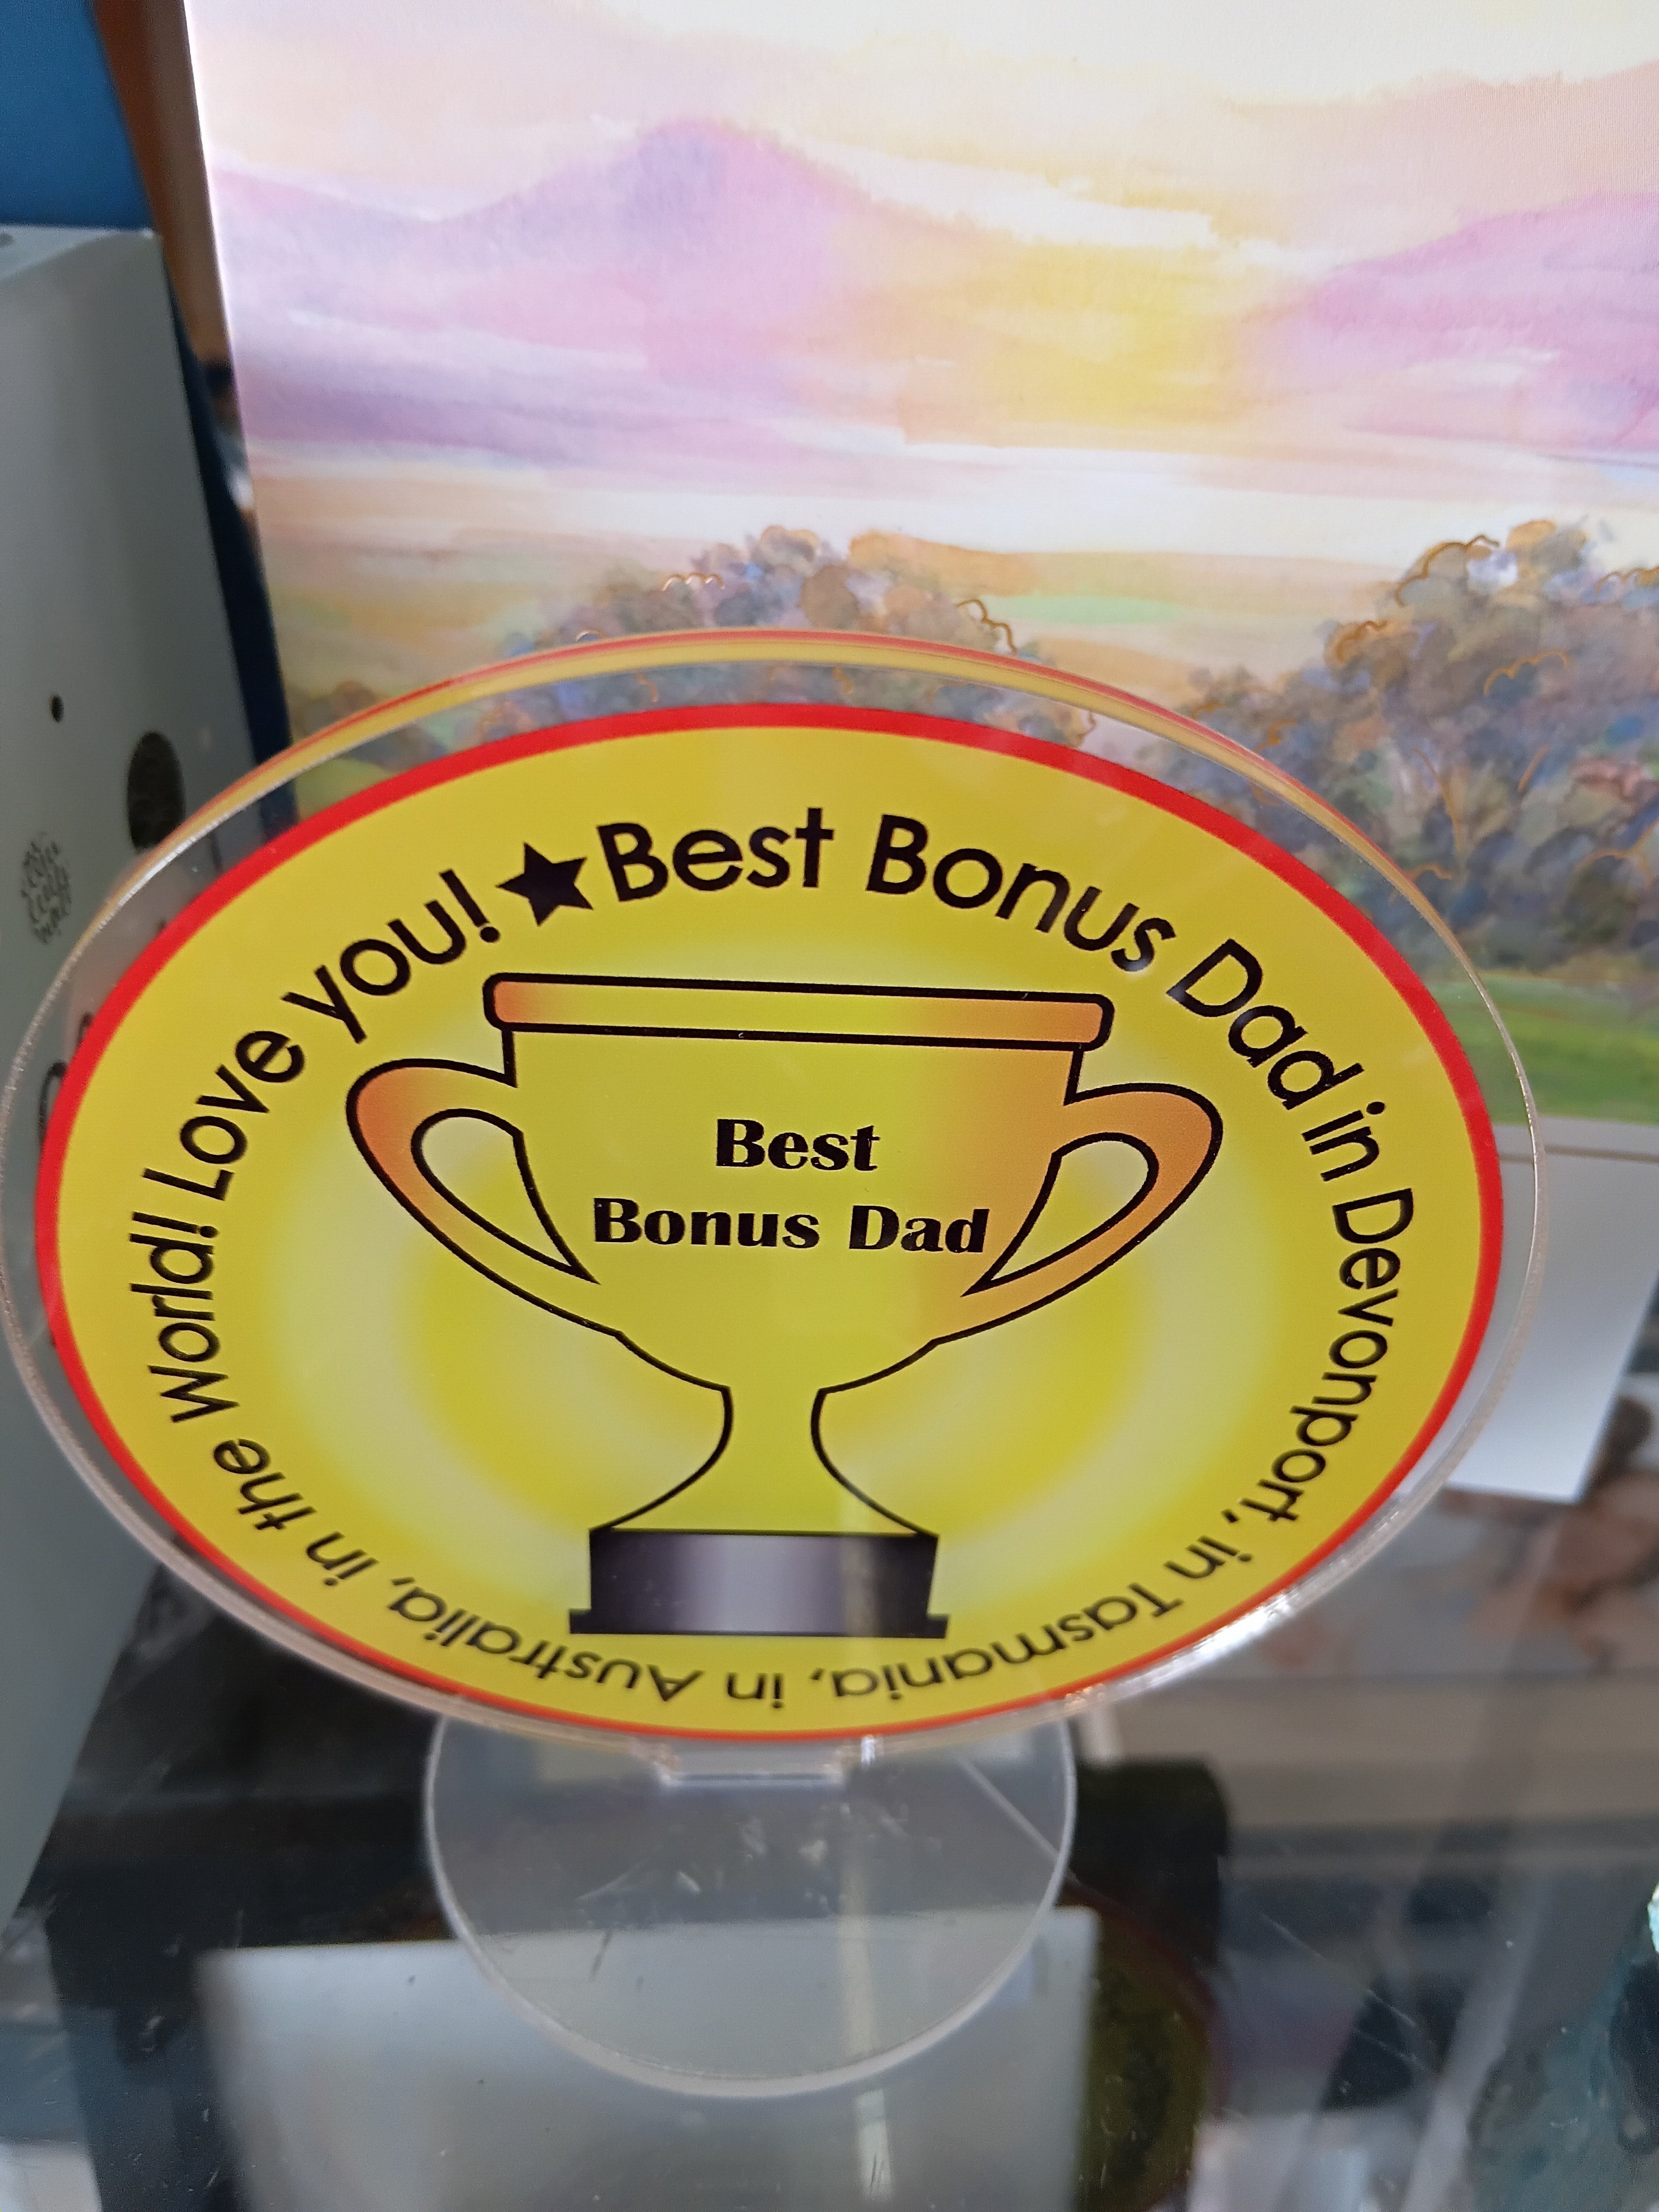 ★Best Bonus Dad in Devonport, in Tasmania, in Australia, in the World! Love you!
Best
Bonus Dad